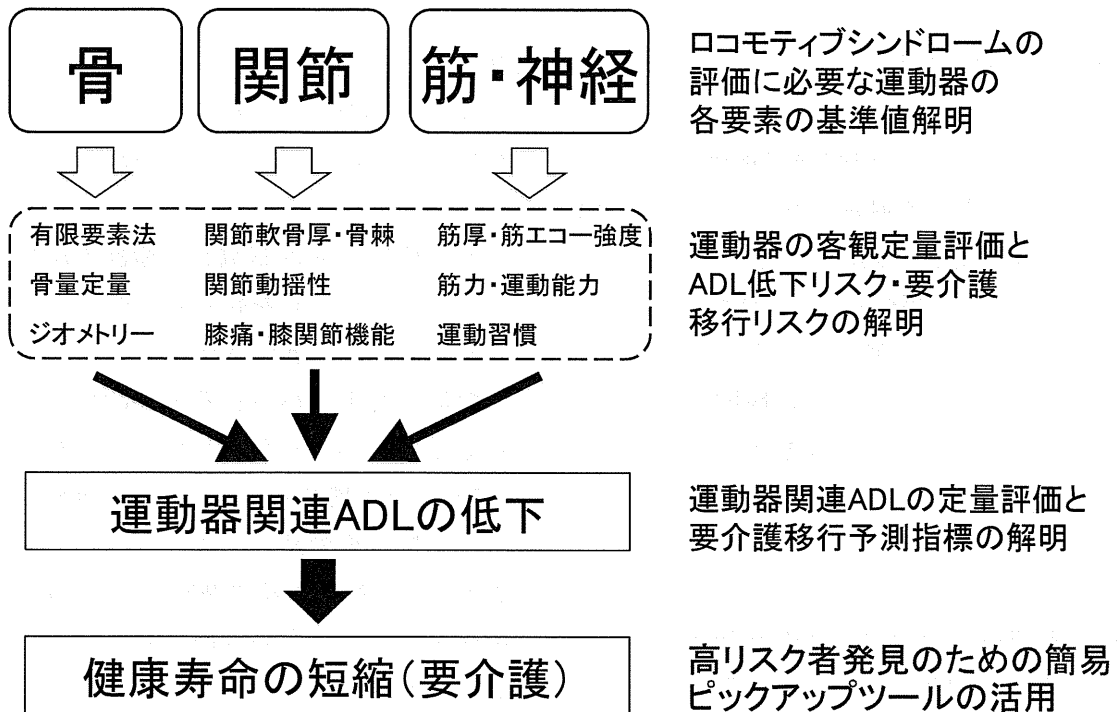 骨
関節
筋・神経
ロコモティブシンドロームの
評価に必要な運動器の
各要素の基準値解明
有限要素法
関節軟骨厚・骨棘
筋厚・筋エコー強度
骨量定量
関節動揺性
筋力・運動能力
ジオメトリー
膝痛・膝関節機能
運動習慣
運動器の客観定量評価と
ADL低下リスク・要介護
移行リスクの解明
運動器関連ADLの低下
運動器関連ADLの定量評価と
要介護移行予測指標の解明
健康寿命の短縮（要介護）
高リスク者発見のための簡易
ピックアップツールの活用